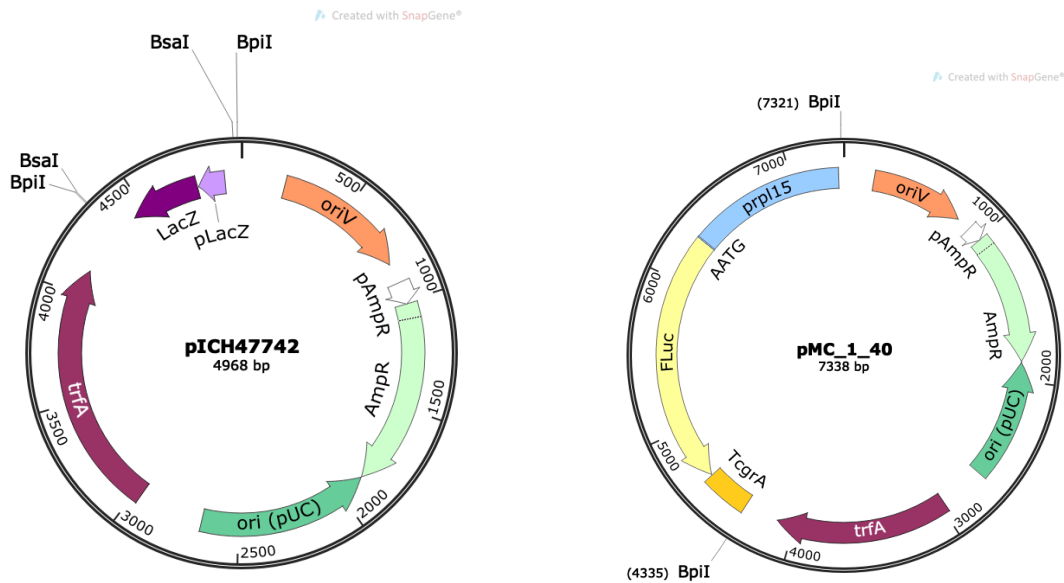 Created with SnapGene®
BsaI
BpiI
BsaI
BpiI
4500
500
LacZ
pLacZ
oriV
1000
pAmpR
4000
pICH47742
4968 bp
AmpR
trfA
1500
3500
3000
ori (pUC)
2000
2500
Created with SnapGene®
(7321) BpiI
7000
prpl15
oriV
1000
pAmpR
AATG
6000
pMC_1_40
7338 bp
AmpR
FLuc
2000
ori (pUC)
5000
TcgrA
3000
trfA
4000
(4335) BpiI